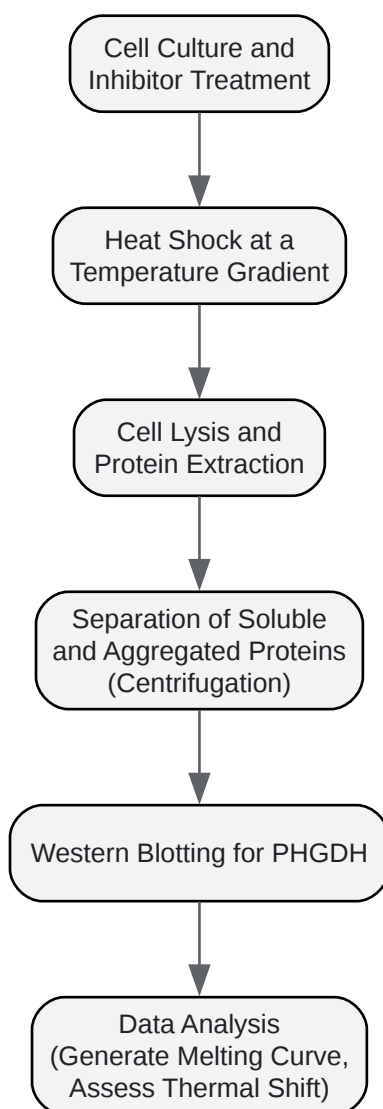 Cell Culture and
Inhibitor Treatment
Heat Shock at a
Temperature Gradient
Cell Lysis and
Protein Extraction
Separation of Soluble
and Aggregated Proteins
(Centrifugation)
Western Blotting for PHGDH
Data Analysis
(Generate Melting Curve,
Assess Thermal Shift)